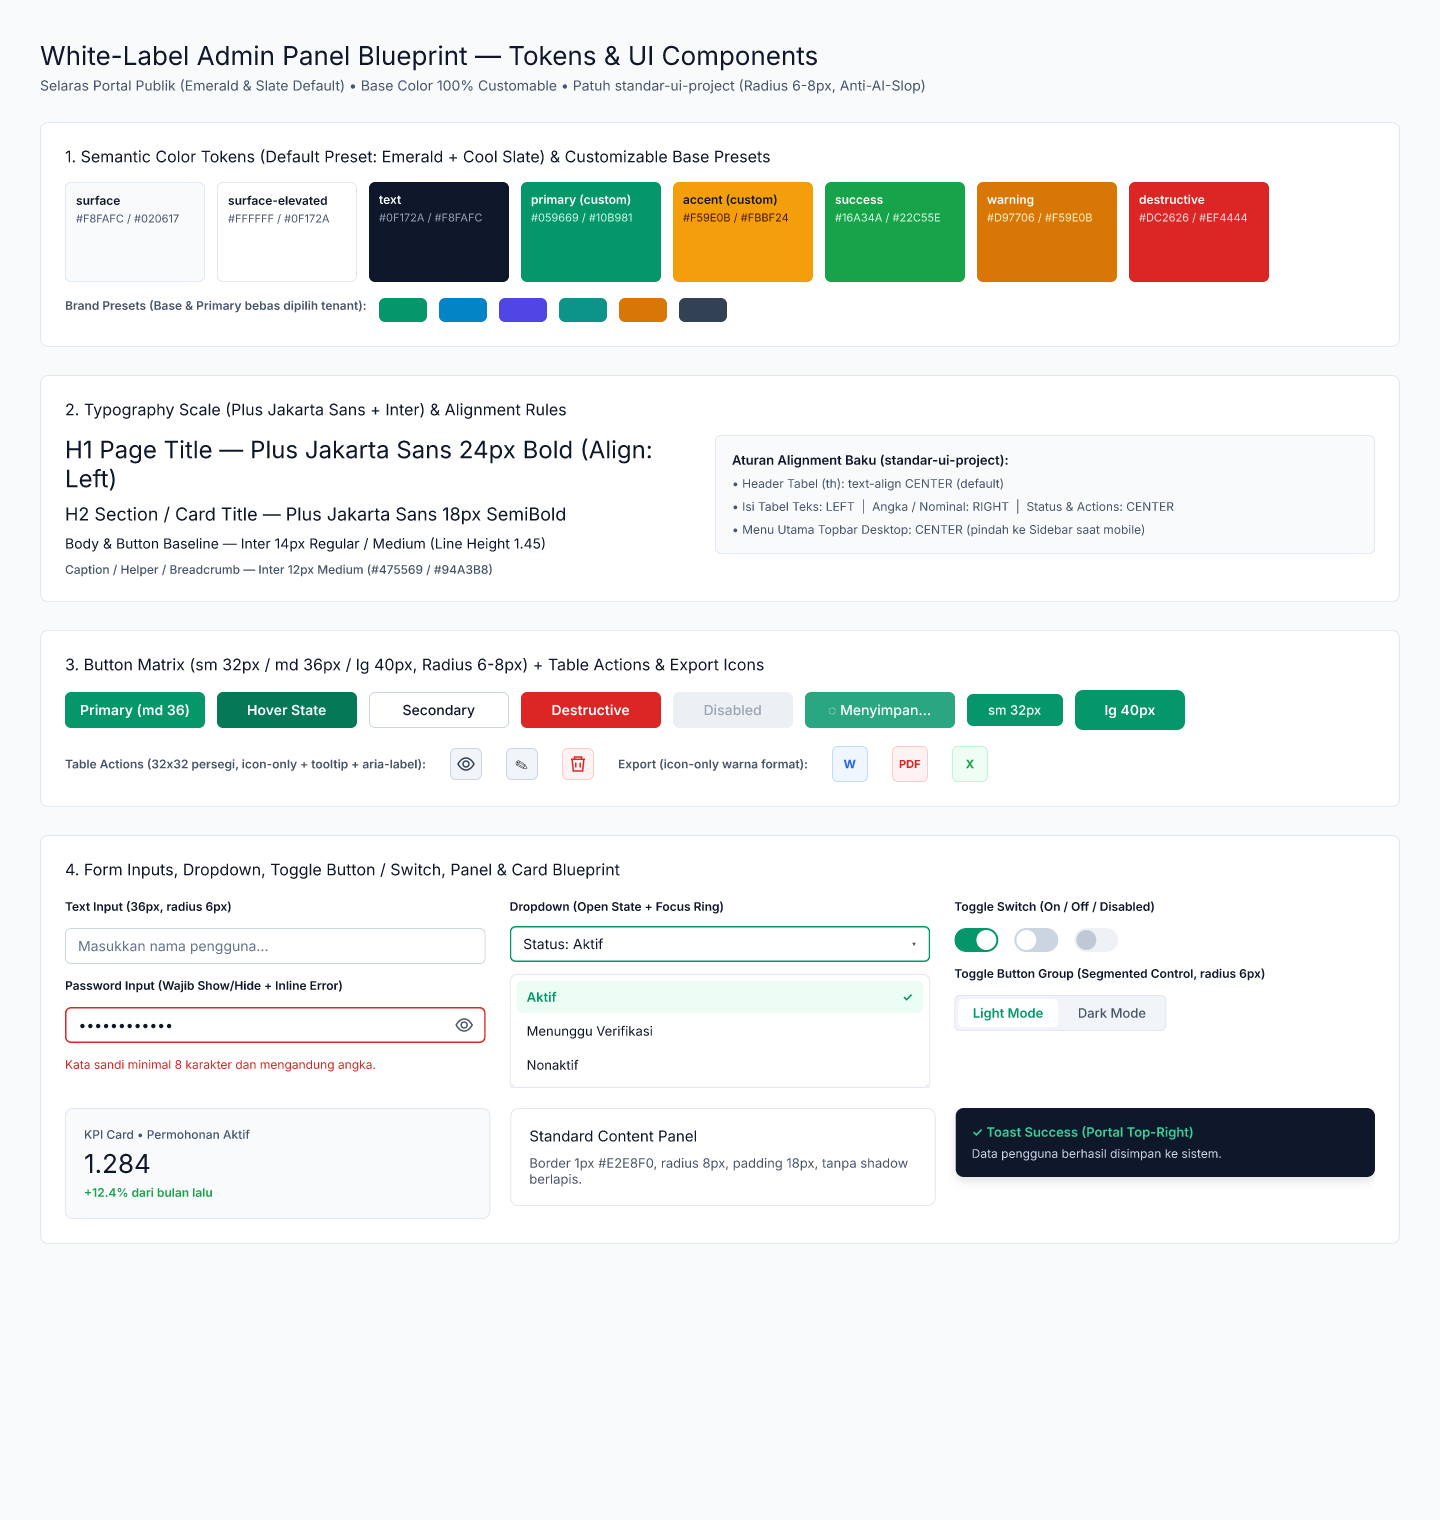 White-Label Admin Panel Blueprint — Tokens & UI Components
Selaras Portal Publik (Emerald & Slate Default) • Base Color 100% Customable • Patuh standar-ui-project (Radius 6-8px, Anti-AI-Slop)
1. Semantic Color Tokens (Default Preset: Emerald + Cool Slate) & Customizable Base Presets
surface
#F8FAFC / #020617
surface-elevated
#FFFFFF / #0F172A
text
#0F172A / #F8FAFC
primary (custom)
#059669 / #10B981
accent (custom)
#F59E0B / #FBBF24
success
#16A34A / #22C55E
warning
#D97706 / #F59E0B
destructive
#DC2626 / #EF4444
Brand Presets (Base & Primary bebas dipilih tenant):
2. Typography Scale (Plus Jakarta Sans + Inter) & Alignment Rules
H1 Page Title — Plus Jakarta Sans 24px Bold (Align:
Left)
H2 Section / Card Title — Plus Jakarta Sans 18px SemiBold
Body & Button Baseline — Inter 14px Regular / Medium (Line Height 1.45)
Caption / Helper / Breadcrumb — Inter 12px Medium (#475569 / #94A3B8)
Aturan Alignment Baku (standar-ui-project):
• Header Tabel (th): text-align CENTER (default)
• Isi Tabel Teks: LEFT | Angka / Nominal: RIGHT | Status & Actions: CENTER
• Menu Utama Topbar Desktop: CENTER (pindah ke Sidebar saat mobile)
3. Button Matrix (sm 32px / md 36px / lg 40px, Radius 6-8px) + Table Actions & Export Icons
Primary (md 36)
Hover State
Secondary
Destructive
Disabled
○ Menyimpan...
sm 32px
lg 40px
Table Actions (32x32 persegi, icon-only + tooltip + aria-label):
Export (icon-only warna format):
W
PDF
X
4. Form Inputs, Dropdown, Toggle Button / Switch, Panel & Card Blueprint
Text Input (36px, radius 6px)
Masukkan nama pengguna...
Password Input (Wajib Show/Hide + Inline Error)
••••••••••••
Kata sandi minimal 8 karakter dan mengandung angka.
Dropdown (Open State + Focus Ring)
Status: Aktif
Aktif ✓
Menunggu Verifikasi
Nonaktif
Toggle Switch (On / Off / Disabled)
Toggle Button Group (Segmented Control, radius 6px)
Light Mode
Dark Mode
KPI Card • Permohonan Aktif
1.284
+12.4% dari bulan lalu
Standard Content Panel
Border 1px #E2E8F0, radius 8px, padding 18px, tanpa shadow
berlapis.
✓ Toast Success (Portal Top-Right)
Data pengguna berhasil disimpan ke sistem.